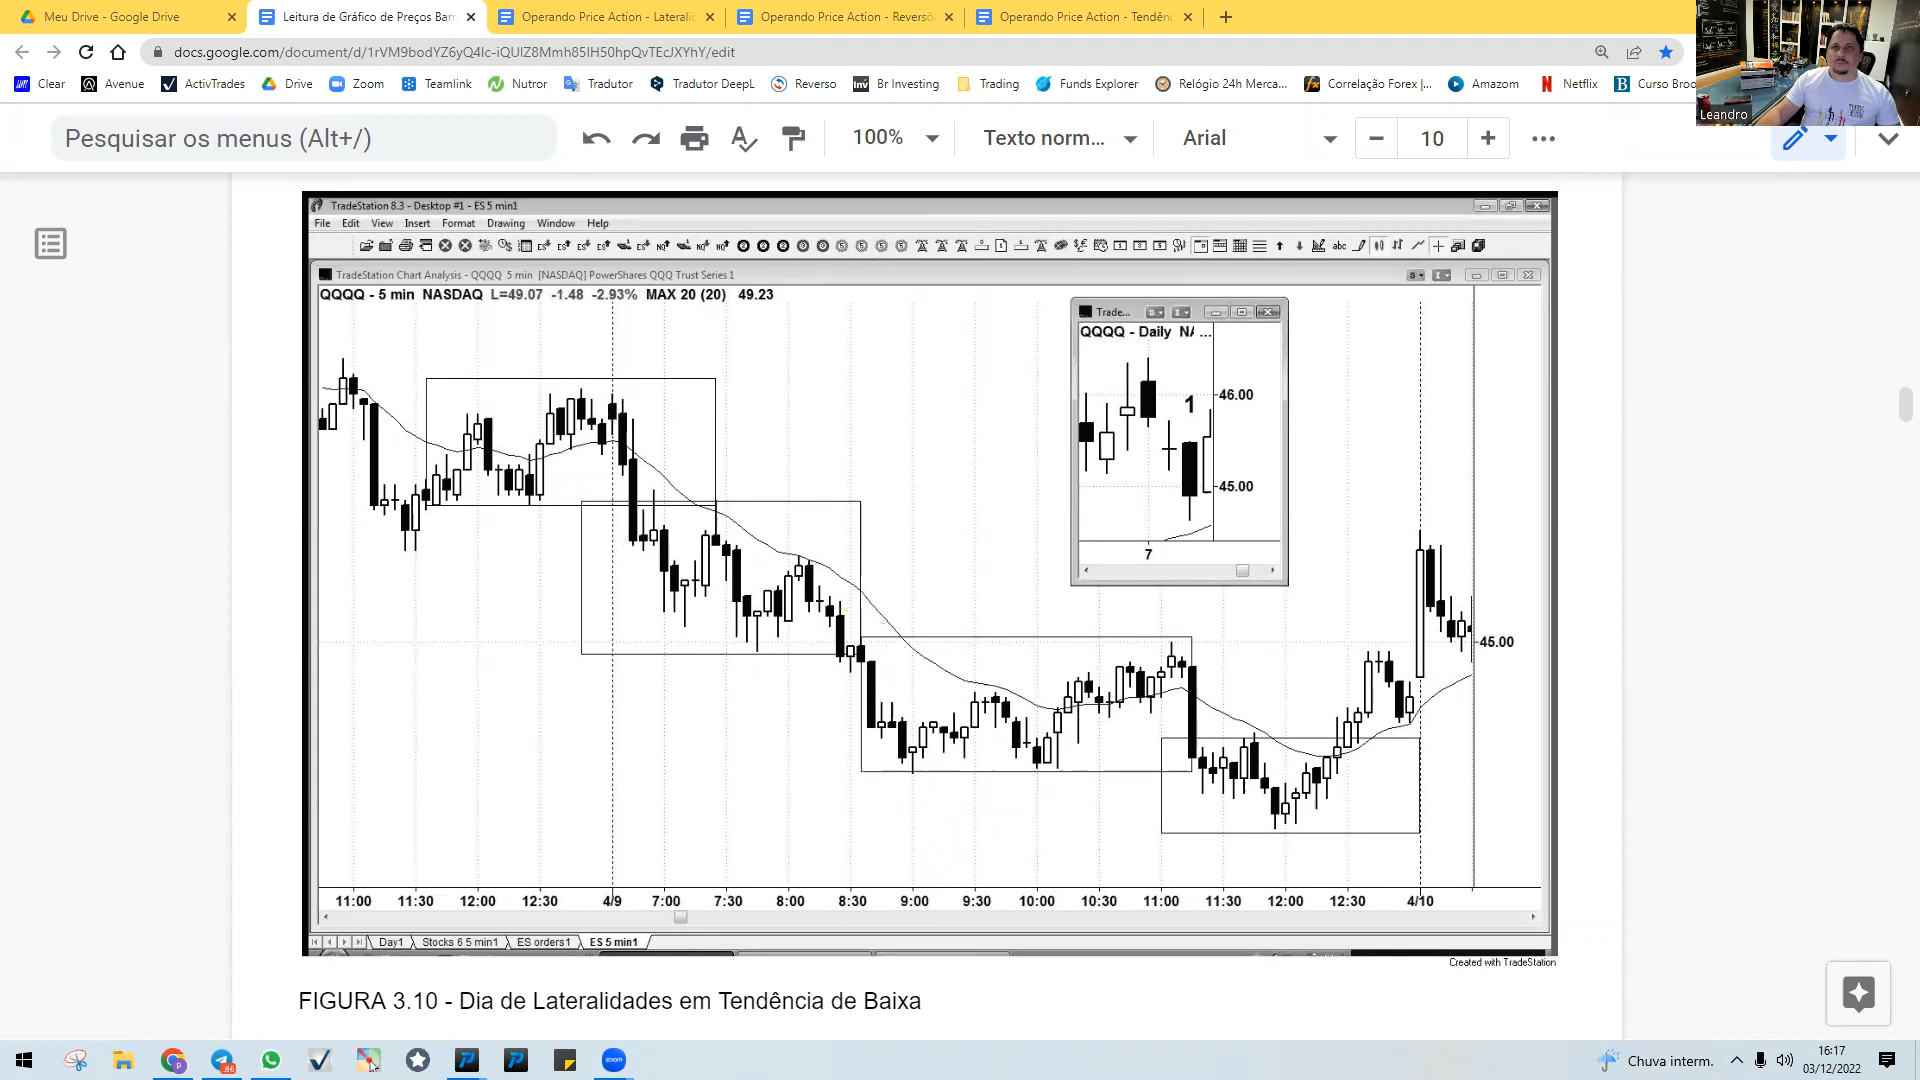 Meu Drive - Google Drive
Leitura de Gráfico de Preços Barr
Operando Price Action - Laterali
Operando Price Action - Reversõ
Operando Price Action - Tendên
docs.google.com/document/d/1rVM9bodYZ6yQ4lc-iQUlZ8Mmh85IH50hpQvTEcJXYhY/edit
Clear
Avenue
ActivTrades
Drive
Zoom
Teamlink
Nutror
Tradutor
Tradutor DeepL
Reverso
Br Investing
Trading
Funds Explorer
Relógio 24h Merca...
Correlação Forex |...
Amazom
Netflix
Curso Broo
Leandro
Pesquisar os menus (Alt+/)
100%
Texto norm...
Arial
10
TradeStation 8.3 - Desktop #1 - ES 5 min1
File Edit View Insert Format Drawing Window Help
TradeStation Chart Analysis - QQQQ 5 min [NASDAQ] PowerShares QQQ Trust Series 1
QQQQ - 5 min NASDAQ L=49.07 -1.48 -2.93% MAX 20 (20) 49.23
Trade...
QQQQ - Daily NA ...
1
46.00
45.00
7
45.00
11:00 11:30 12:00 12:30 4/9 7:00 7:30 8:00 8:30 9:00 9:30 10:00 10:30 11:00 11:30 12:00 12:30 4/10
Day1 Stocks 6 5 min1 ES orders1 ES 5 min1
Created with TradeStation
FIGURA 3.10 - Dia de Lateralidades em Tendência de Baixa
86
zoom
Chuva interm.
16:17
03/12/2022